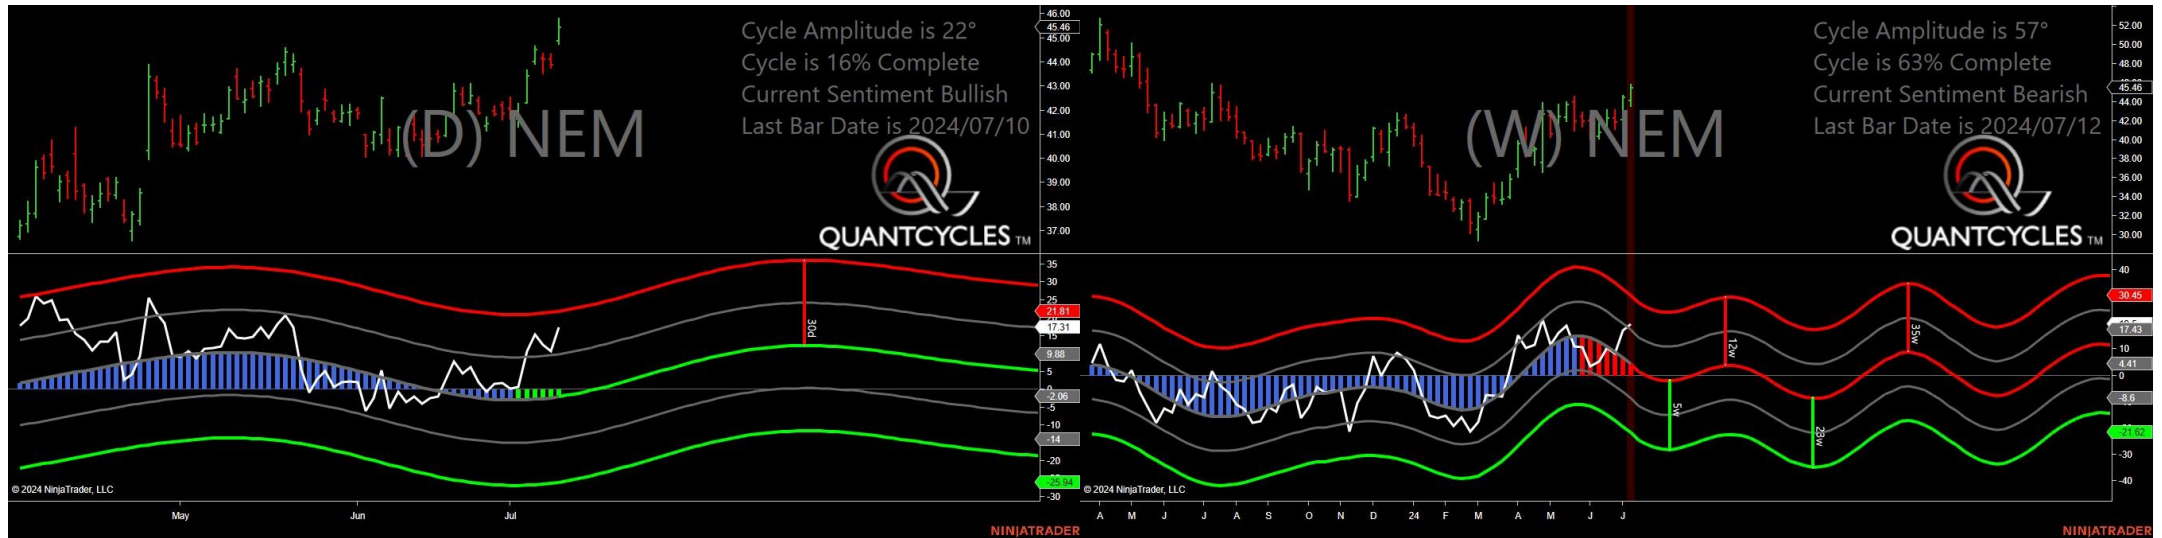 Cycle Amplitude is 22°
Cycle is 16% Complete
Current Sentiment Bullish
Last Bar Date is 2024/07/10
(D) NEM
QUANTCYCLES TM
46.00
45.46
45.00
44.00
43.00
42.00
41.00
40.00
39.00
38.00
37.00
35
30
25
21.81
17.31
15
9.88
5
0
-2.06
-5
-10
-14
-20
-25.94
-30
30d
© 2024 NinjaTrader, LLC
May Jun Jul
NINJATRADER
Cycle Amplitude is 57°
Cycle is 63% Complete
Current Sentiment Bearish
Last Bar Date is 2024/07/12
(W) NEM
QUANTCYCLES TM
52.00
50.00
48.00
45.46
44.00
42.00
40.00
38.00
36.00
34.00
32.00
30.00
40
30.45
17.43
10
4.41
0
-8.6
-21.62
-30
-40
5w
12w
23w
35w
© 2024 NinjaTrader, LLC
A M J J A S O N D 24 F M A M J J
NINJATRADER